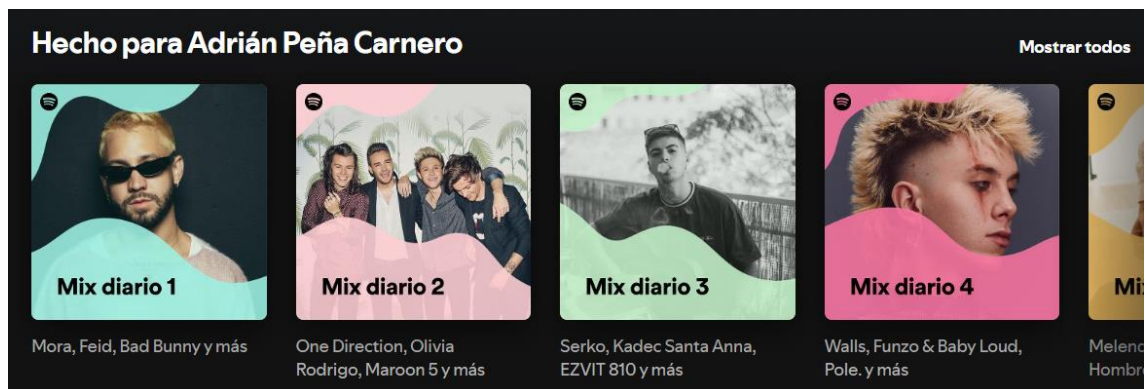 Hecho para Adrián Peña Carnero
Mostrar todos
Mix diario 1
Mix diario 2
Mix diario 3
Mix diario 4
Mora, Feid, Bad Bunny y más
One Direction, Olivia
Rodrigo, Maroon 5 y más
Serko, Kadec Santa Anna,
EZVIT 810 y más
Walls, Funzo & Baby Loud,
Pole. y más